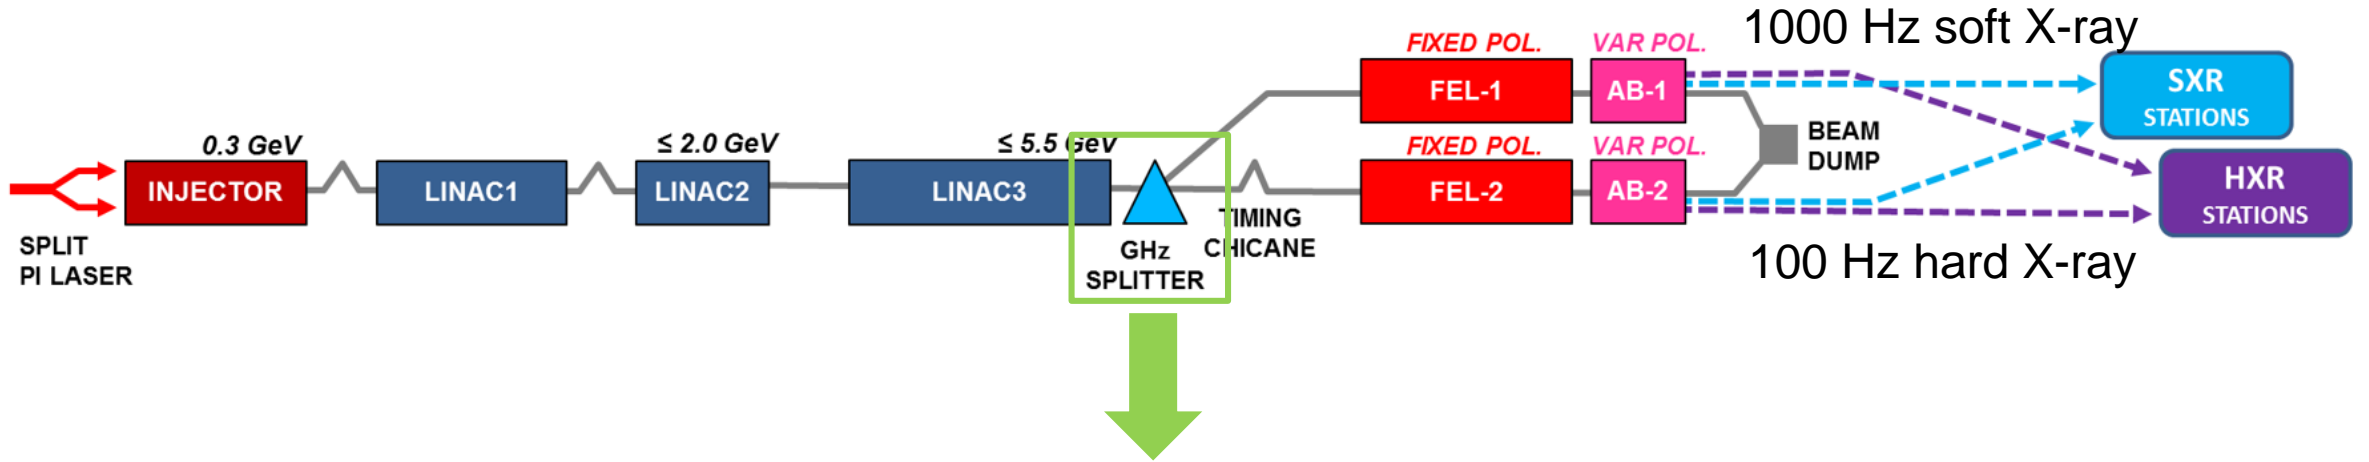 1000 Hz soft X-ray
FIXED POL.
VAR POL.
FEL-1
AB-1
SXR
STATIONS
0.3 GeV
≤ 2.0 GeV
≤ 5.5 GeV
BEAM
DUMP
FIXED POL.
VAR POL.
INJECTOR
LINAC1
LINAC2
LINAC3
FEL-2
AB-2
HXR
STATIONS
SPLIT
PI LASER
GHz
SPLITTER
TIMING
CHICANE
100 Hz hard X-ray